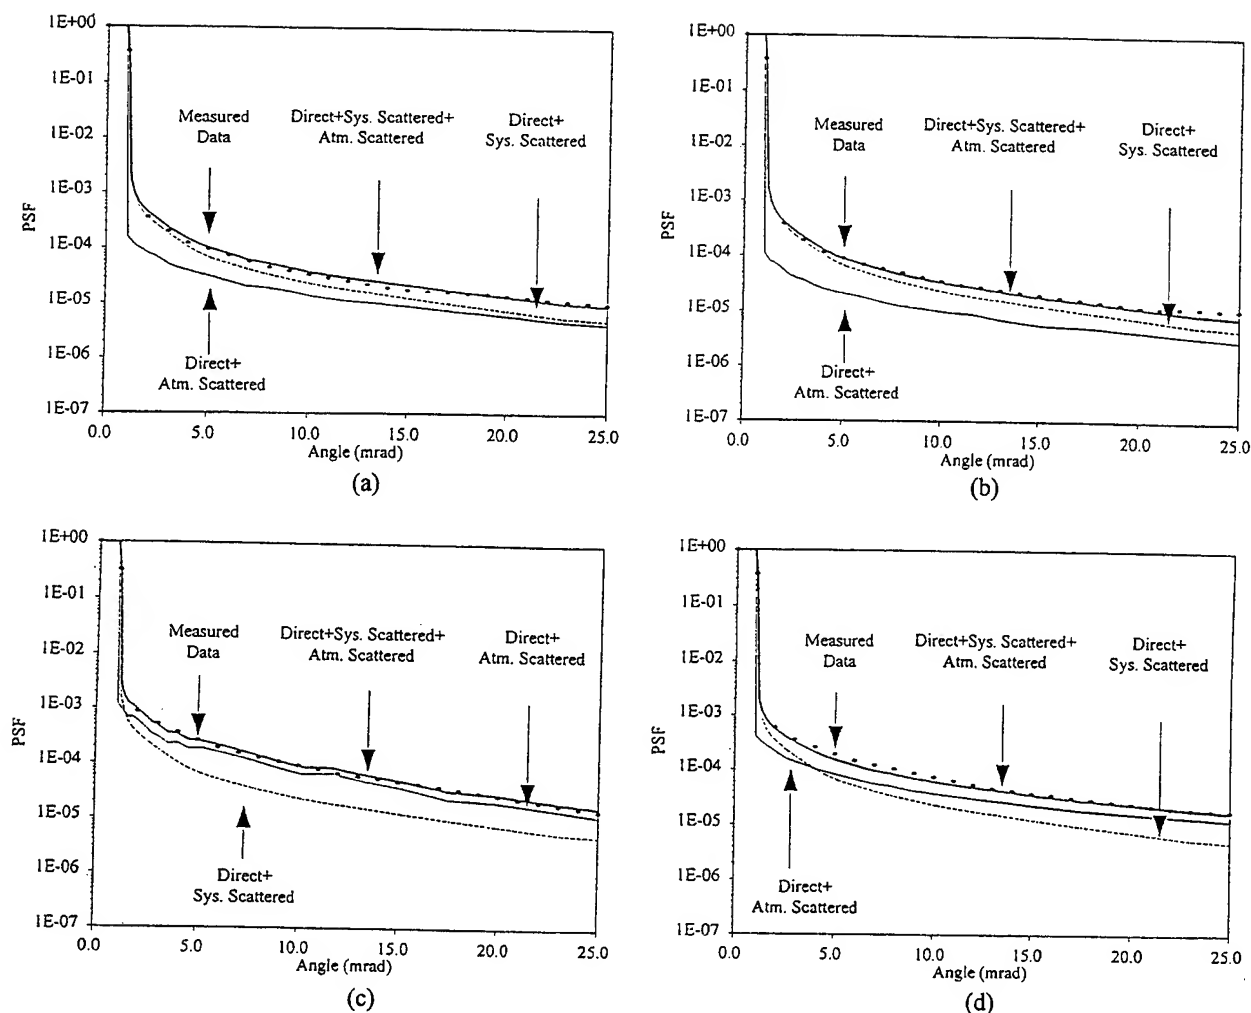 1E+00
1E-01
1E-02
1E-03
1E-04
1E-05
1E-06
1E-07
PSF
Measured
Data
Direct+Sys. Scattered+
Atm. Scattered
Direct+
Sys. Scattered
Direct+
Atm. Scattered
0.0 5.0 10.0 15.0 20.0 25.0
Angle (mrad)
(a)
1E+00
1E-01
1E-02
1E-03
1E-04
1E-05
1E-06
1E-07
PSF
Measured
Data
Direct+Sys. Scattered+
Atm. Scattered
Direct+
Sys. Scattered
Direct+
Atm. Scattered
0.0 5.0 10.0 15.0 20.0 25.0
Angle (mrad)
(b)
1E+00
1E-01
1E-02
1E-03
1E-04
1E-05
1E-06
1E-07
PSF
Measured
Data
Direct+Sys. Scattered+
Atm. Scattered
Direct+
Atm. Scattered
Direct+
Sys. Scattered
0.0 5.0 10.0 15.0 20.0 25.0
Angle (mrad)
(c)
1E+00
1E-01
1E-02
1E-03
1E-04
1E-05
1E-06
1E-07
PSF
Measured
Data
Direct+Sys. Scattered+
Atm. Scattered
Direct+
Sys. Scattered
Direct+
Atm. Scattered
0.0 5.0 10.0 15.0 20.0 25.0
Angle (mrad)
(d)